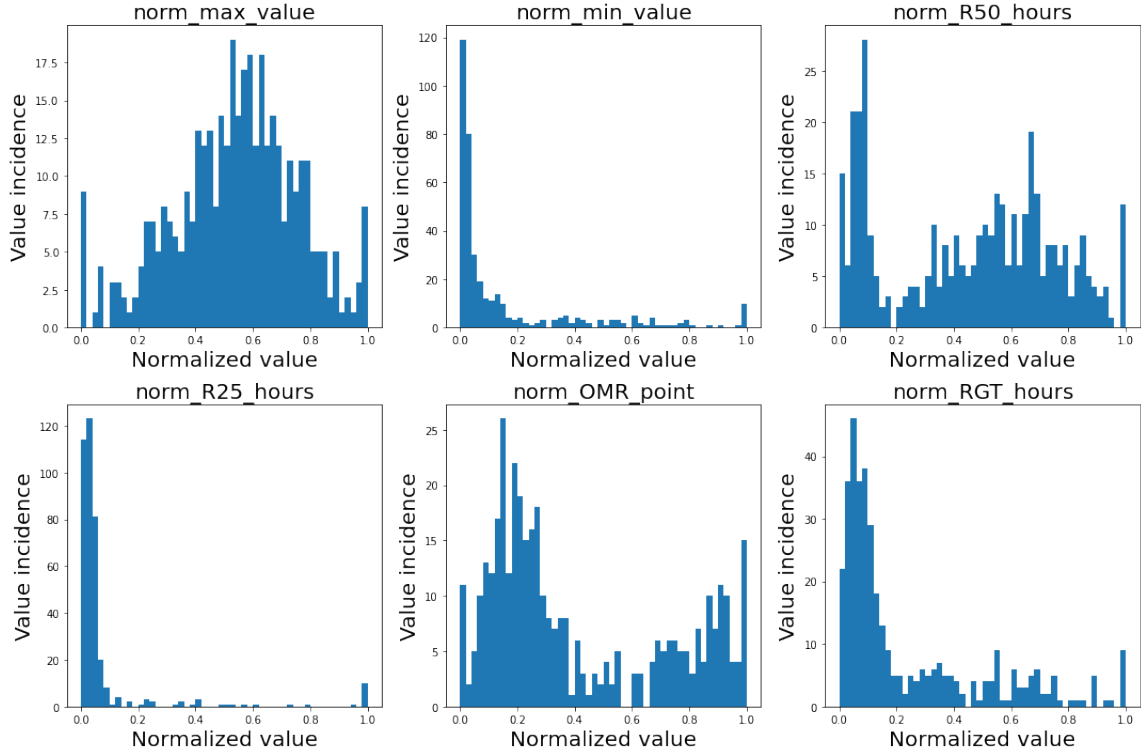 norm_max_value
Value incidence
17.5
15.0
12.5
10.0
7.5
5.0
2.5
0.0
0.0 0.2 0.4 0.6 0.8 1.0
Normalized value
norm_min_value
Value incidence
120
100
80
60
40
20
0
0.0 0.2 0.4 0.6 0.8 1.0
Normalized value
norm_R50_hours
Value incidence
25
20
15
10
5
0
0.0 0.2 0.4 0.6 0.8 1.0
Normalized value
norm_R25_hours
Value incidence
120
100
80
60
40
20
0
0.0 0.2 0.4 0.6 0.8 1.0
Normalized value
norm_OMR_point
Value incidence
25
20
15
10
5
0
0.0 0.2 0.4 0.6 0.8 1.0
Normalized value
norm_RGT_hours
Value incidence
40
30
20
10
0
0.0 0.2 0.4 0.6 0.8 1.0
Normalized value